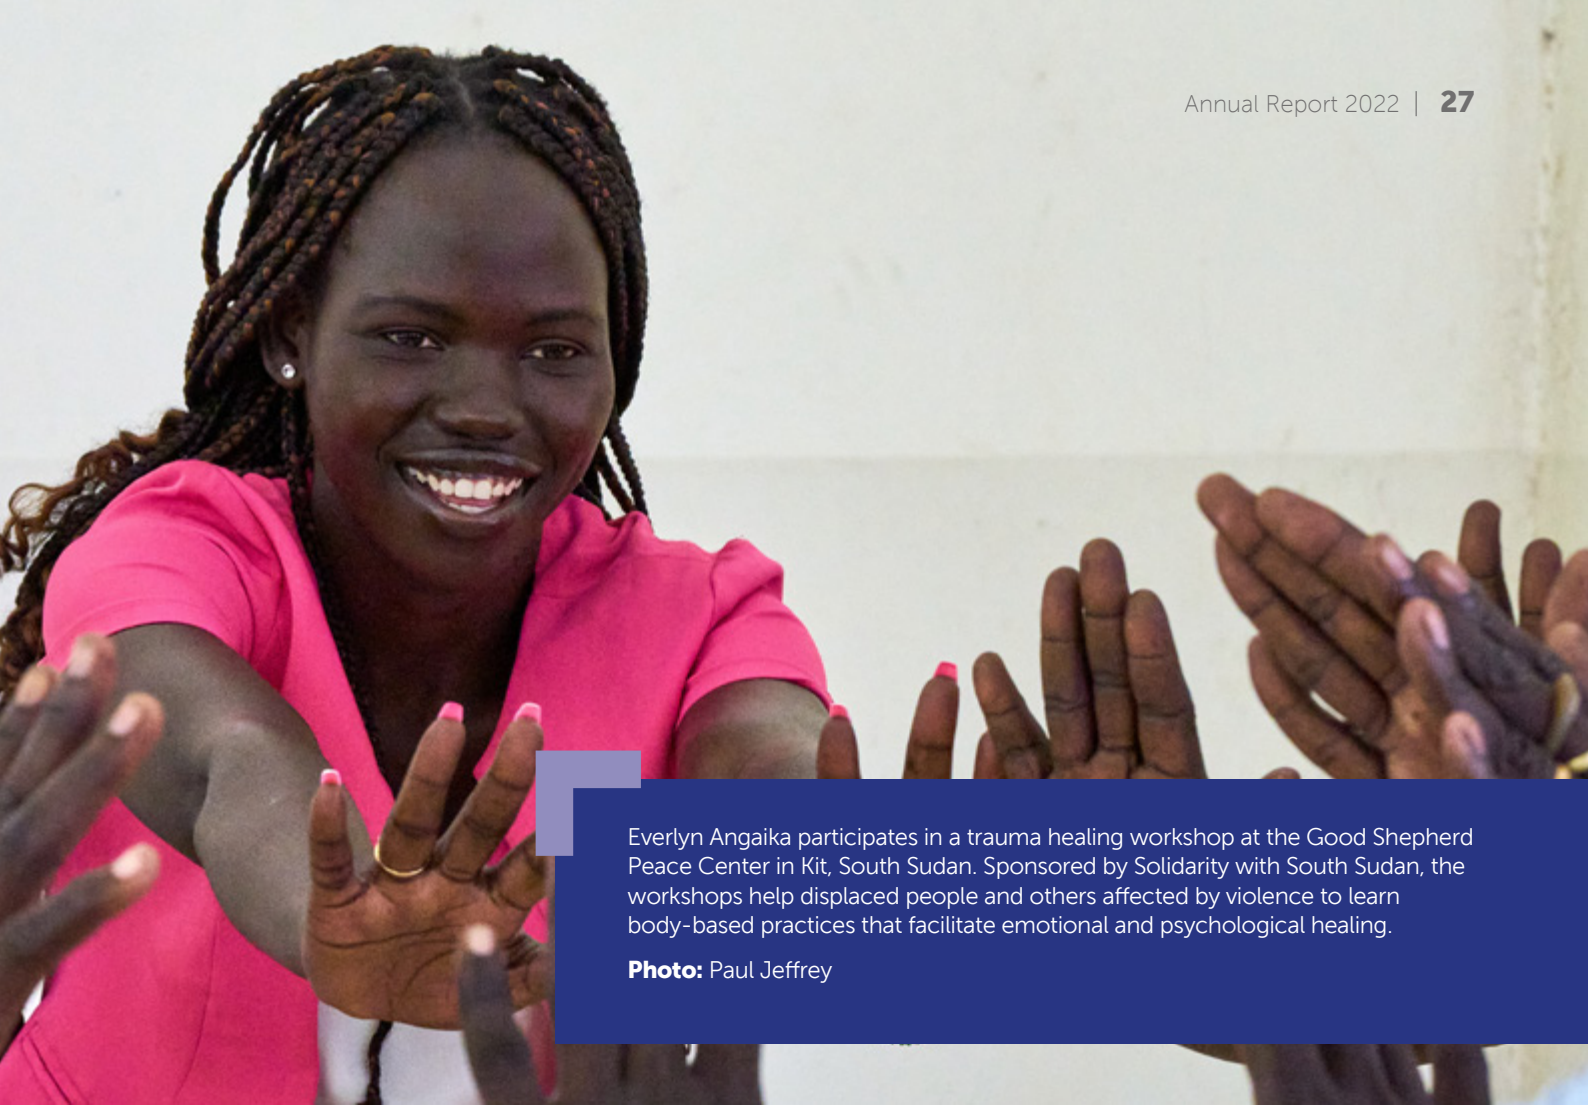 Annual Report 2022 | 27
Everlyn Angaika participates in a trauma healing workshop at the Good Shepherd
Peace Center in Kit, South Sudan. Sponsored by Solidarity with South Sudan, the
workshops help displaced people and others affected by violence to learn
body-based practices that facilitate emotional and psychological healing.
Photo: Paul Jeffrey